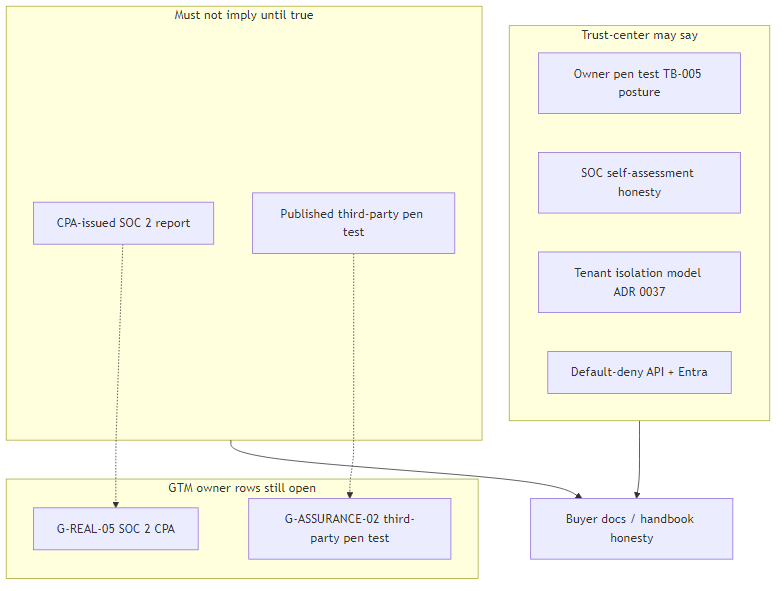 Must not imply until true
CPA-issued SOC 2 report
Published third-party pen
test
Trust-center may say
Owner pen test TB-005
posture
SOC self-assessment
honesty
Tenant isolation model
ADR 0037
Default-deny API + Entra
GTM owner rows still open
G-REAL-05 SOC 2 CPA
G-ASSURANCE-02 third-
party pen test
Buyer docs / handbook
honesty